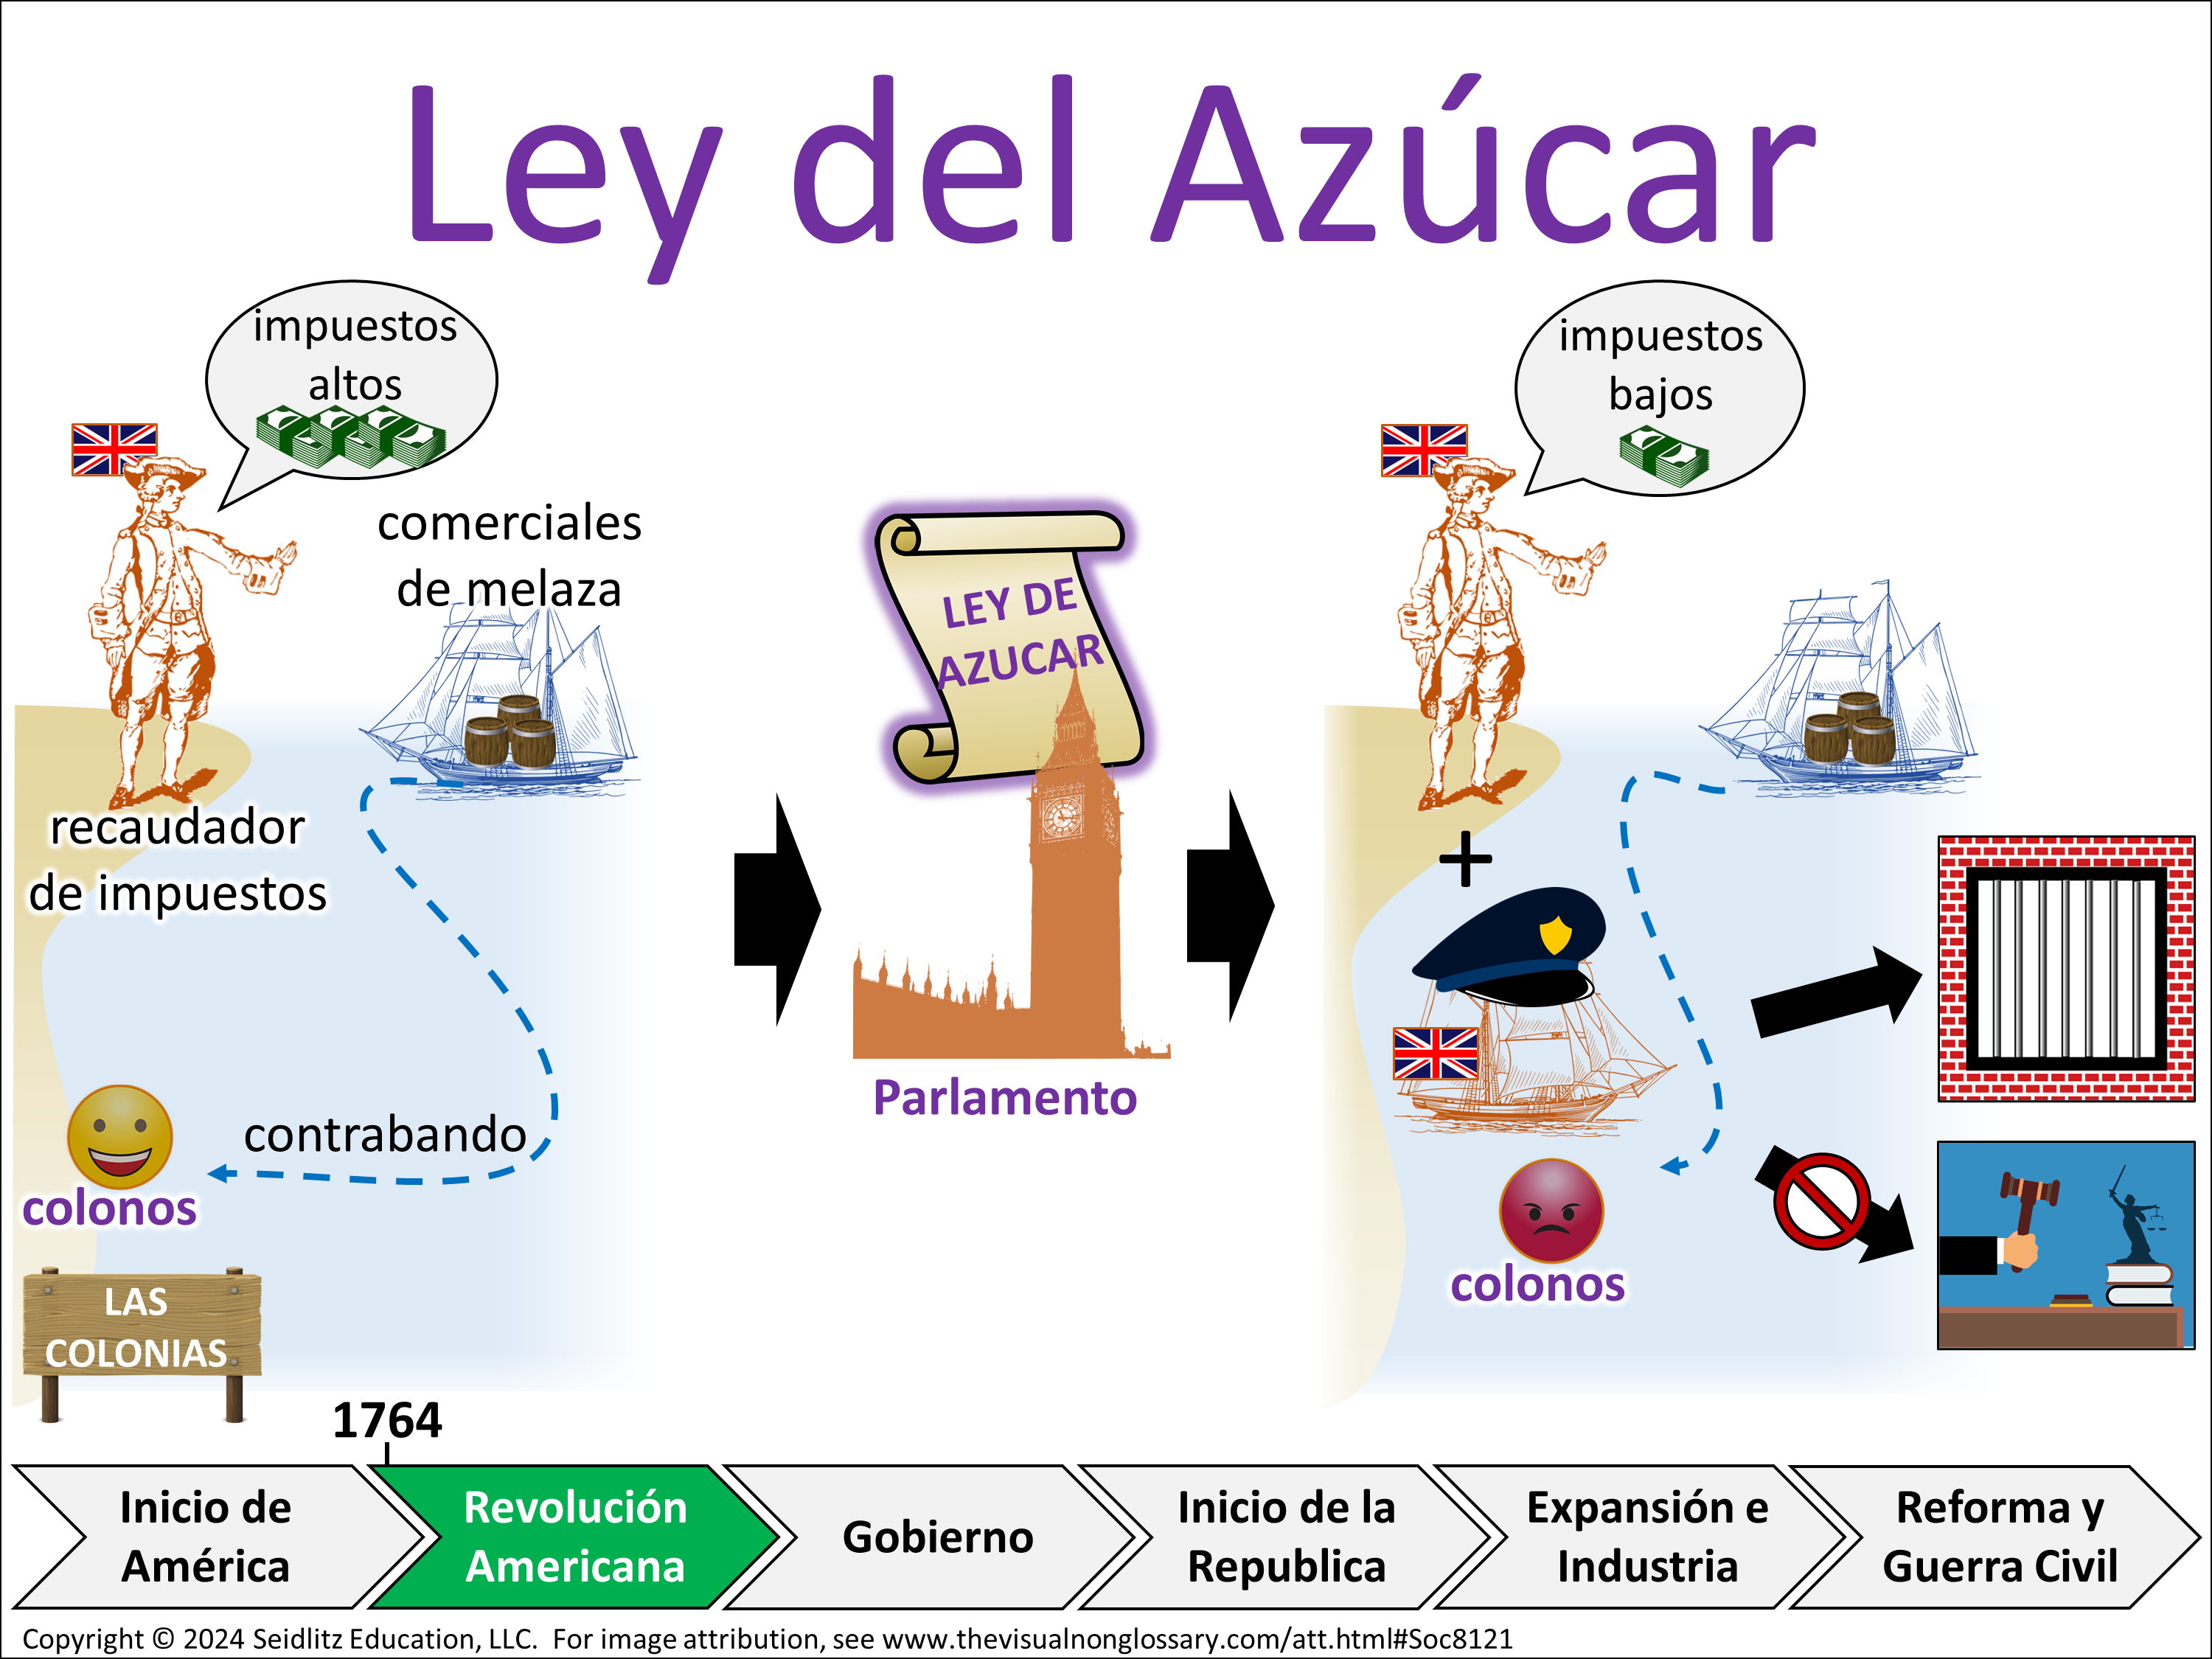 Ley del Azúcar
impuestos
altos
comerciales
de melaza
recaudador
de impuestos
contrabando
colonos
LAS
COLONIAS
LEY DE
AZUCAR
Parlamento
impuestos
bajos
+
colonos
1764
Inicio de
América
Revolución
Americana
Gobierno
Inicio de la
Republica
Expansión e
Industria
Reforma y
Guerra Civil
Copyright © 2024 Seidlitz Education, LLC.  For image attribution, see www.thevisualnonglossary.com/att.html#Soc8121